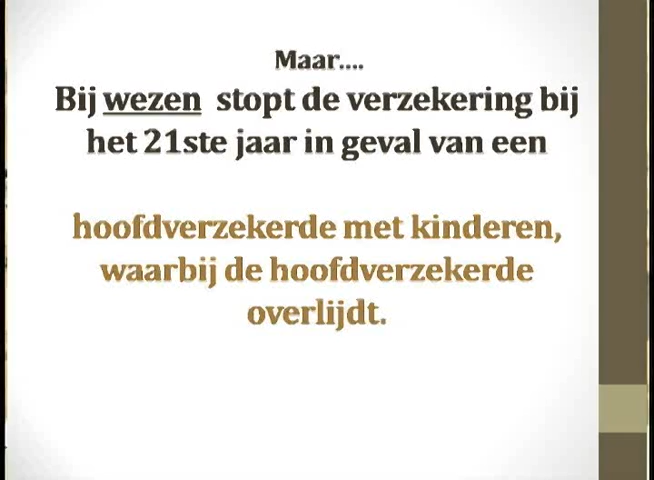 Maar....
Bij wezen stopt de verzekering bij
het 21ste jaar in geval van een
hoofdverzekerde met kinderen,
waarbij de hoofdverzekerde
overlijdt.